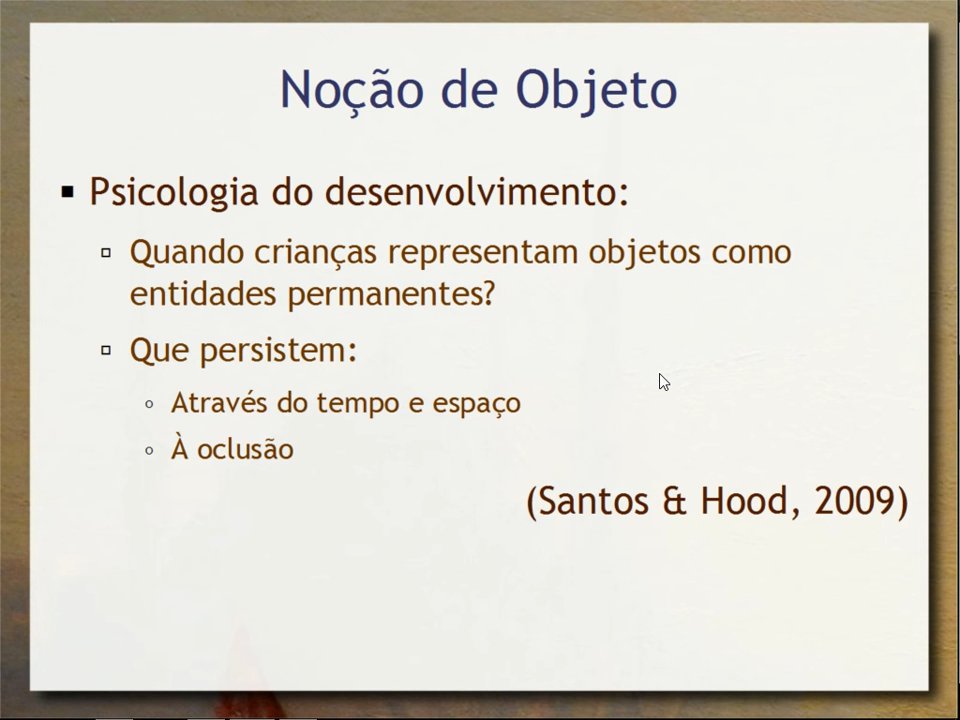 Noção de Objeto
Psicologia do desenvolvimento:
Quando crianças representam objetos como
entidades permanentes?
Que persistem:
Através do tempo e espaço
À oclusão
(Santos & Hood, 2009)